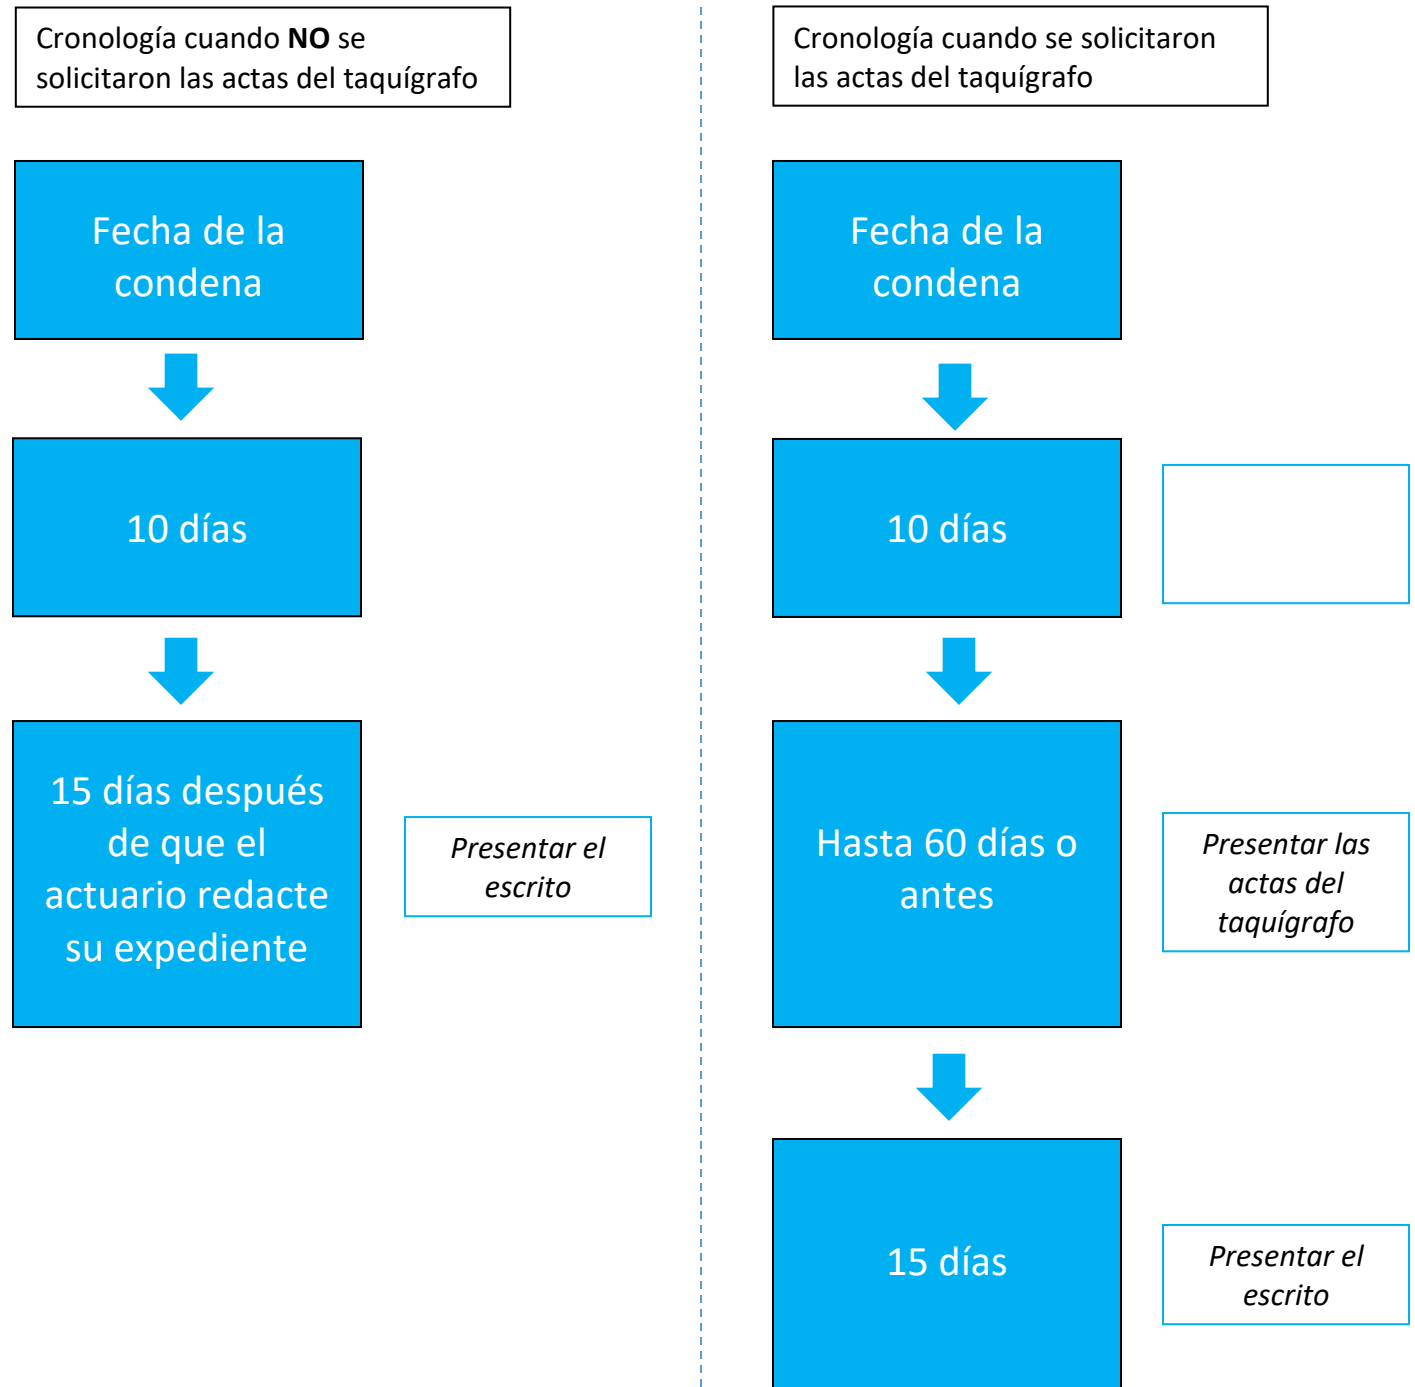 Cronología cuando NO se
solicitaron las actas del taquígrafo
Fecha de la
condena
10 días
15 días después
de que el
actuario redacte
su expediente
Presentar el
escrito
Cronología cuando se solicitaron
las actas del taquígrafo
Fecha de la
condena
10 días
Hasta 60 días o
antes
Presentar las
actas del
taquígrafo
15 días
Presentar el
escrito